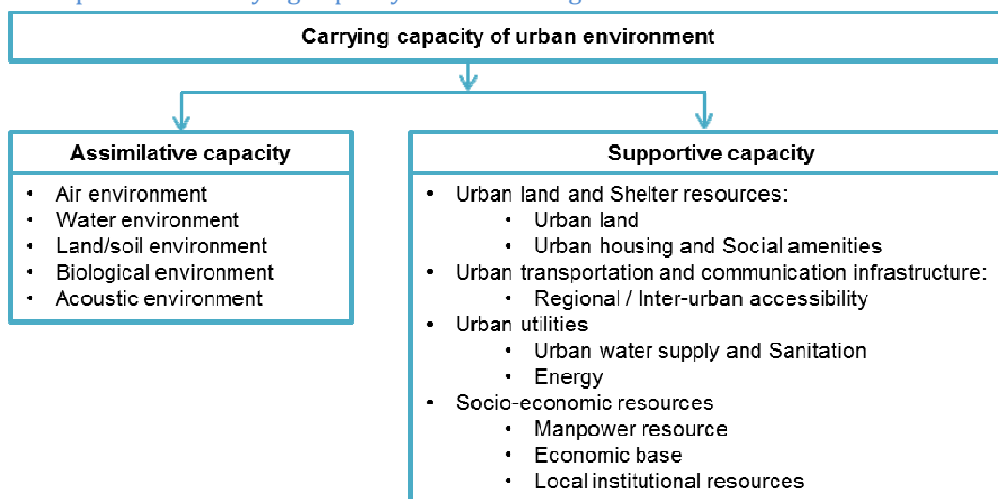 Carrying capacity of urban environment
Assimilative capacity
• Air environment
• Water environment
• Land/soil environment
• Biological environment
• Acoustic environment
Supportive capacity
• Urban land and Shelter resources:
• Urban land
• Urban housing and Social amenities
• Urban transportation and communication infrastructure:
• Regional / Inter-urban accessibility
• Urban utilities
• Urban water supply and Sanitation
• Energy
• Socio-economic resources
• Manpower resource
• Economic base
• Local institutional resources